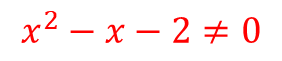 x² − x − 2 ≠ 0